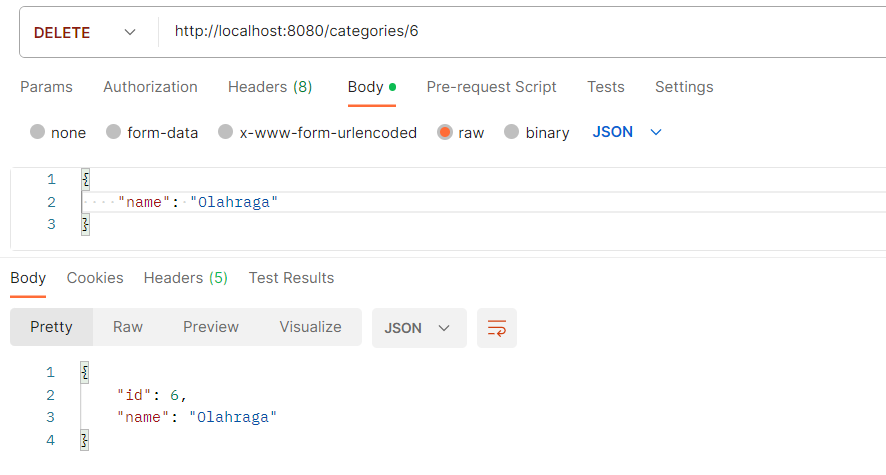 DELETE http://localhost:8080/categories/6
Params Authorization Headers (8) Body Pre-request Script Tests Settings
none form-data x-www-form-urlencoded raw binary JSON
1 {
2 "name": "Olahraga"
3 }
Body Cookies Headers (5) Test Results
Pretty Raw Preview Visualize JSON
1 {
2 "id": 6,
3 "name": "Olahraga"
4 }